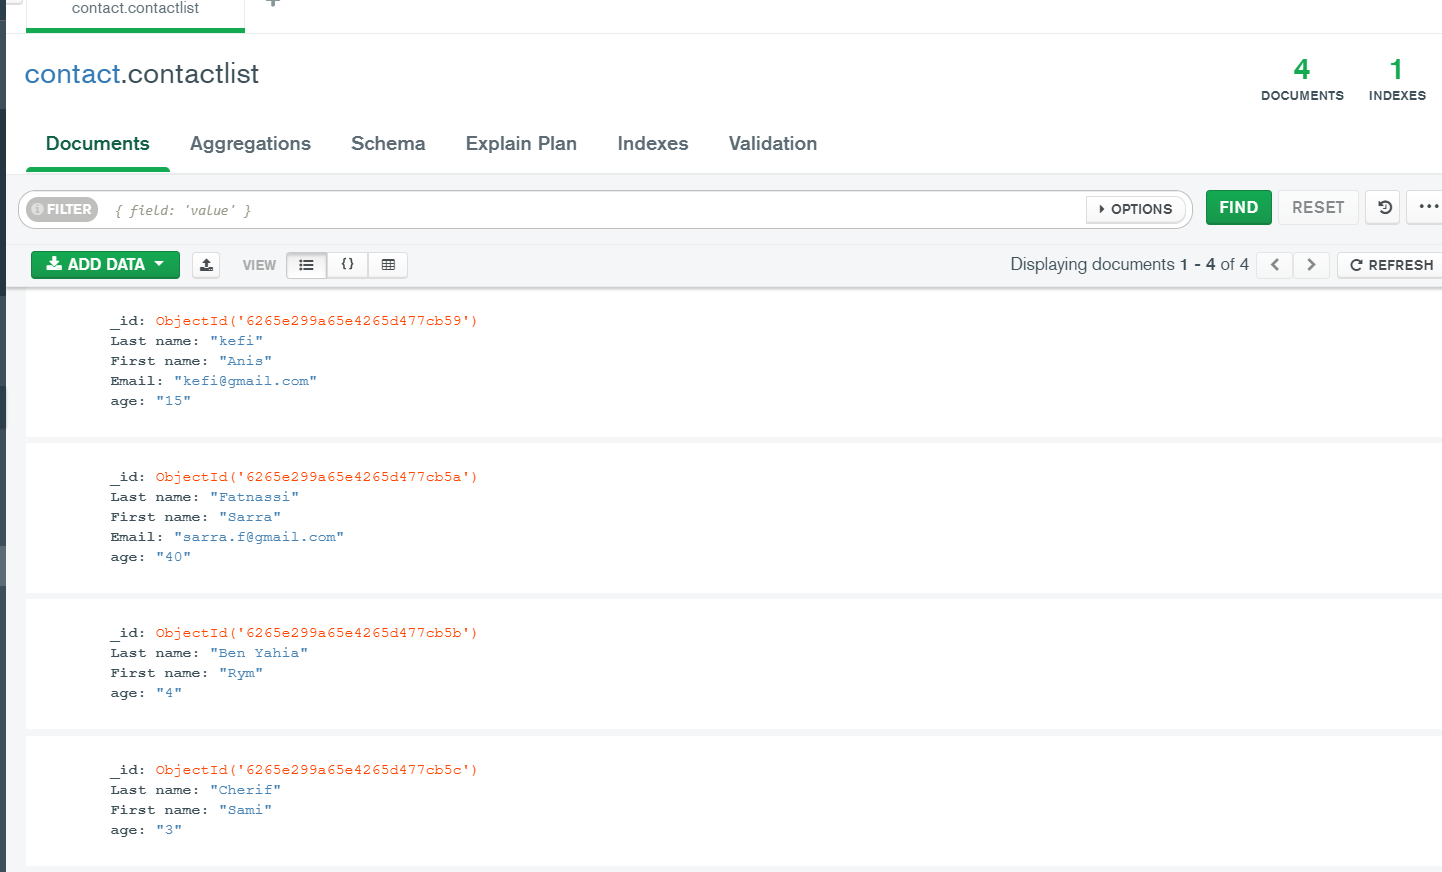 contact.contactlist
contact.contactlist
4
DOCUMENTS
1
INDEXES
Documents Aggregations Schema Explain Plan Indexes Validation
FILTER { field: 'value' } OPTIONS FIND RESET
ADD DATA VIEW {} Displaying documents 1 - 4 of 4 REFRESH
_id: ObjectId('6265e299a65e4265d477cb59')
Last name: "kefi"
First name: "Anis"
Email: "kefi@gmail.com"
age: "15"
_id: ObjectId('6265e299a65e4265d477cb5a')
Last name: "Fatnassi"
First name: "Sarra"
Email: "sarra.f@gmail.com"
age: "40"
_id: ObjectId('6265e299a65e4265d477cb5b')
Last name: "Ben Yahia"
First name: "Rym"
age: "4"
_id: ObjectId('6265e299a65e4265d477cb5c')
Last name: "Cherif"
First name: "Sami"
age: "3"